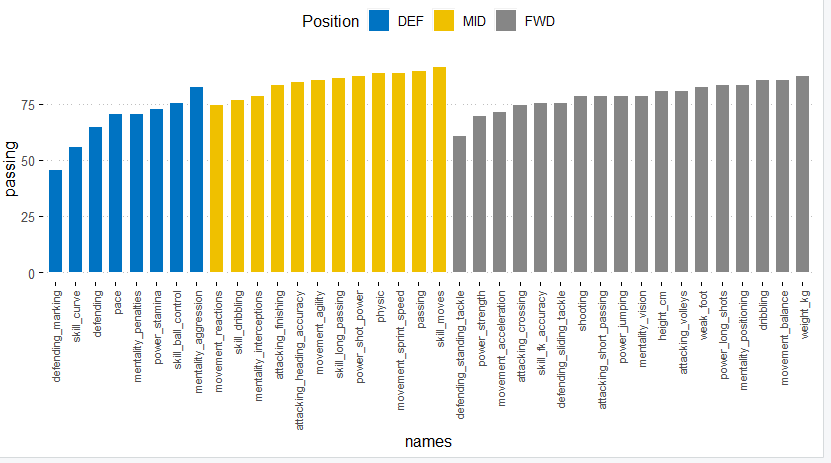 Position DEF MID FWD
passing
75
50
25
0
defending_marking
skill_curve
defending
pace
mentality_penalties
power_stamina
skill_ball_control
mentality_aggression
movement_reactions
skill_dribbling
mentality_interceptions
attacking_finishing
attacking_heading_accuracy
movement_agility
skill_long_passing
power_shot_power
physic
movement_sprint_speed
passing
skill_moves
defending_standing_tackle
power_strength
movement_acceleration
attacking_crossing
skill_fk_accuracy
defending_sliding_tackle
shooting
attacking_short_passing
power_jumping
mentality_vision
height_cm
attacking_volleys
weak_foot
power_long_shots
mentality_positioning
dribbling
movement_balance
weight_kg
names